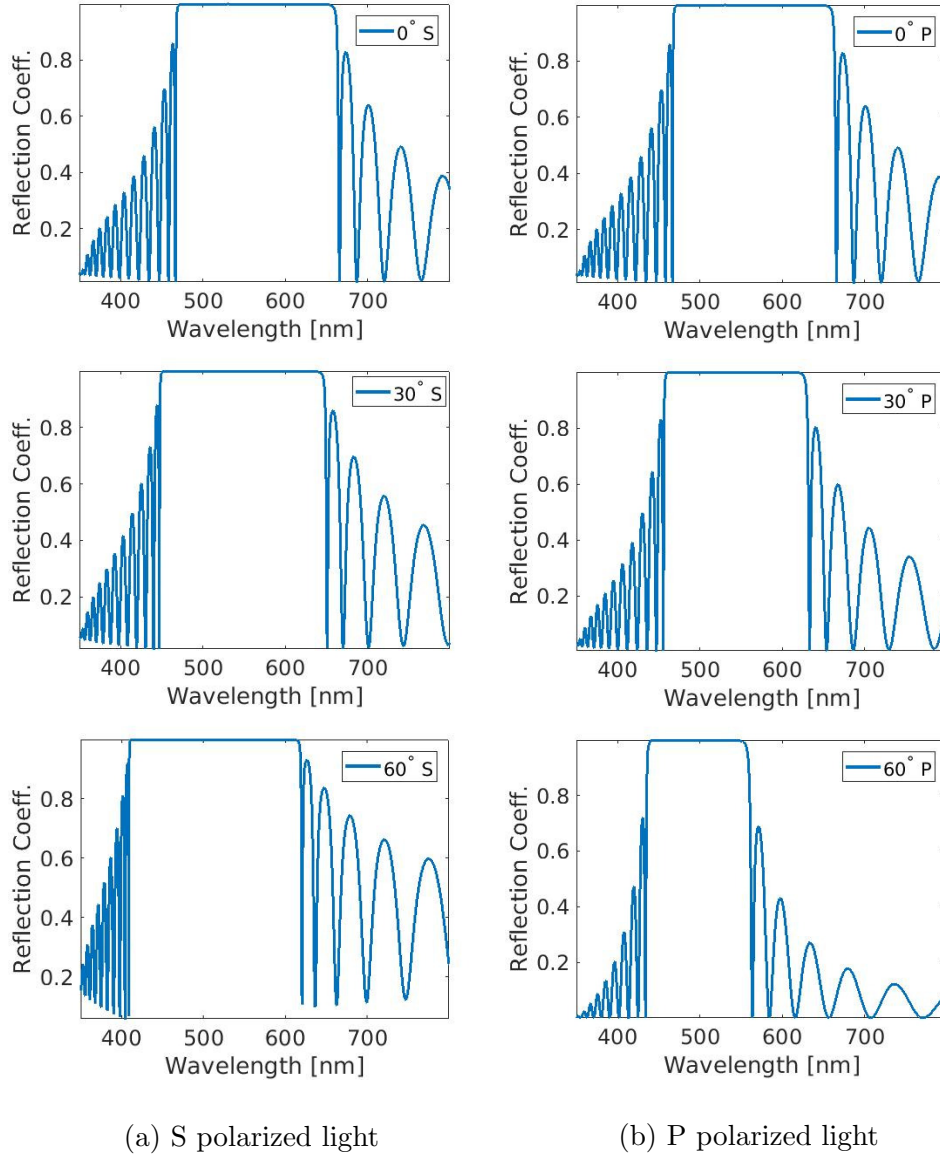 Reflection Coeff.
0.8
0.6
0.4
0.2
0° S
400 500 600 700
Wavelength [nm]
Reflection Coeff.
0.8
0.6
0.4
0.2
0° P
400 500 600 700
Wavelength [nm]
Reflection Coeff.
0.8
0.6
0.4
0.2
30° S
400 500 600 700
Wavelength [nm]
Reflection Coeff.
0.8
0.6
0.4
0.2
30° P
400 500 600 700
Wavelength [nm]
Reflection Coeff.
0.8
0.6
0.4
0.2
60° S
400 500 600 700
Wavelength [nm]
Reflection Coeff.
0.8
0.6
0.4
0.2
60° P
400 500 600 700
Wavelength [nm]
(a) S polarized light
(b) P polarized light